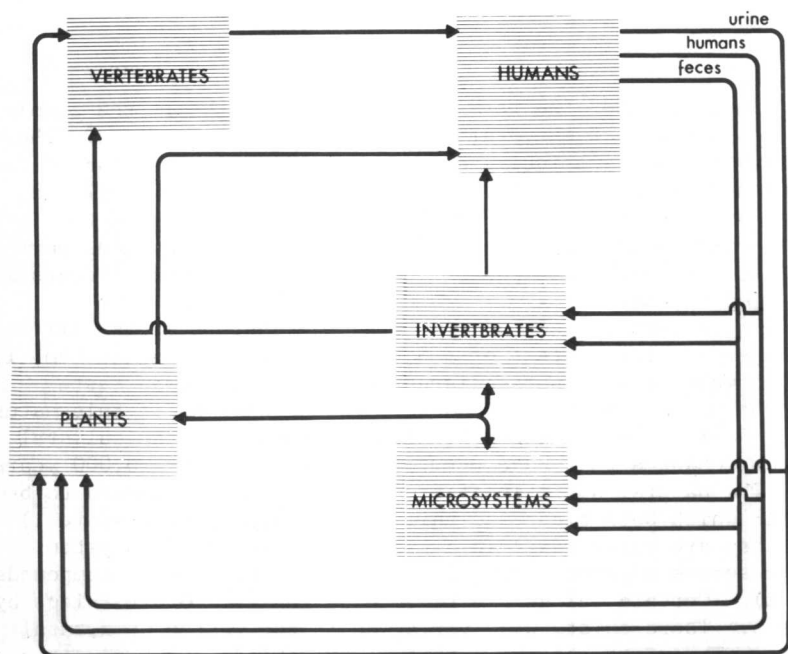 urine
humans
feces
VERTEBRATES
HUMANS
INVERTBRATES
PLANTS
MICROSYSTEMS